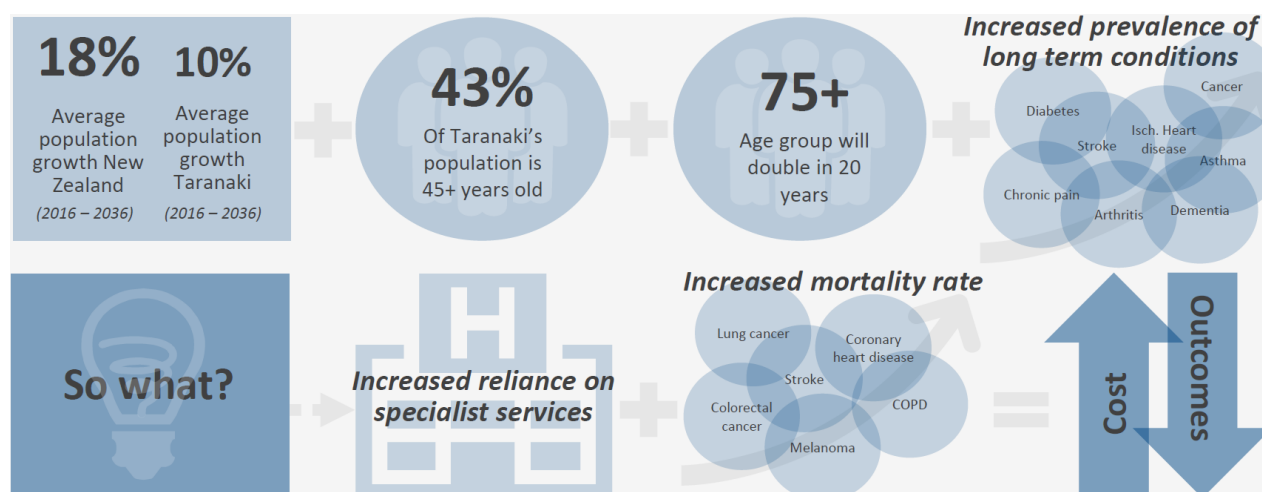 18%
Average
population
growth New
Zealand
(2016 – 2036)
10%
Average
population
growth
Taranaki
(2016 – 2036)
43%
Of Taranaki's
population is
45+ years old
75+
Age group will
double in 20
years
Increased prevalence of
long term conditions
Cancer
Diabetes
Isch. Heart
disease
Stroke
Asthma
Chronic pain
Arthritis
Dementia
So what?
H
Increased reliance on
specialist services
Increased mortality rate
Lung cancer
Coronary
heart disease
Stroke
COPD
Colorectal
cancer
Melanoma
Cost
Outcomes